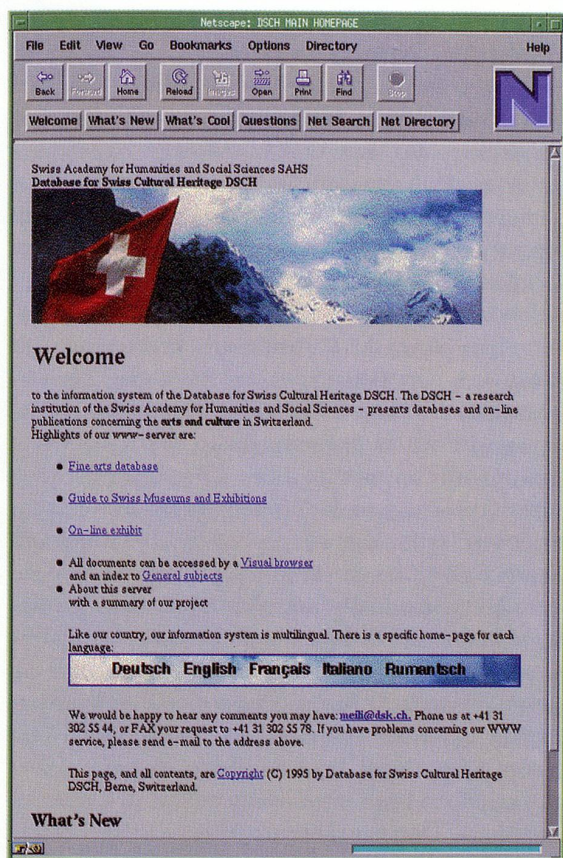 Netscape: DSCH MAIN HOMEPAGE
File Edit View Go Bookmarks Options Directory Help
Back Forward Home Reload Images Open Print Find Stop
N
Welcome What's New What's Cool Questions Net Search Net Directory
Swiss Academy for Humanities and Social Sciences SAHS
Database for Swiss Cultural Heritage DSCH
Welcome
to the information system of the Database for Swiss Cultural Heritage DSCH. The DSCH – a research
institution of the Swiss Academy for Humanities and Social Sciences – presents databases and on-line
publications concerning the arts and culture in Switzerland.
Highlights of our www-server are:
• Fine arts database
• Guide to Swiss Museums and Exhibitions
• On-line exhibit
• All documents can be accessed by a Visual browser
and an index to General subjects
• About this server
with a summary of our project
Like our country, our information system is multilingual. There is a specific home-page for each
language:
Deutsch English Français Italiano Rumantsch
We would be happy to hear any comments you may have: meili@dsk.ch. Phone us at +41 31
302 55 44, or FAX your request to +41 31 302 55 78. If you have problems concerning our WWW
service, please send e-mail to the address above.
This page, and all contents, are Copyright (C) 1995 by Database for Swiss Cultural Heritage
DSCH, Berne, Switzerland.
What's New